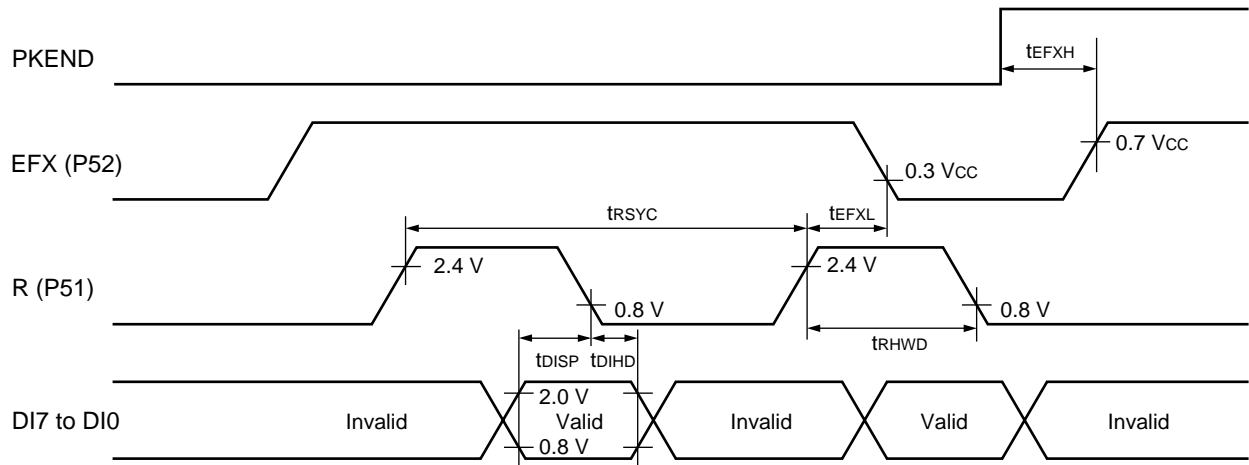 PKEND
tEFXH
EFX (P52)
0.7 VCC
0.3 VCC
tRSYC
tEFXL
R (P51)
2.4 V
2.4 V
0.8 V
0.8 V
tDISP
tDIHD
tRHWD
DI7 to DI0
2.0 V
Invalid
Valid
Invalid
Valid
Invalid
0.8 V